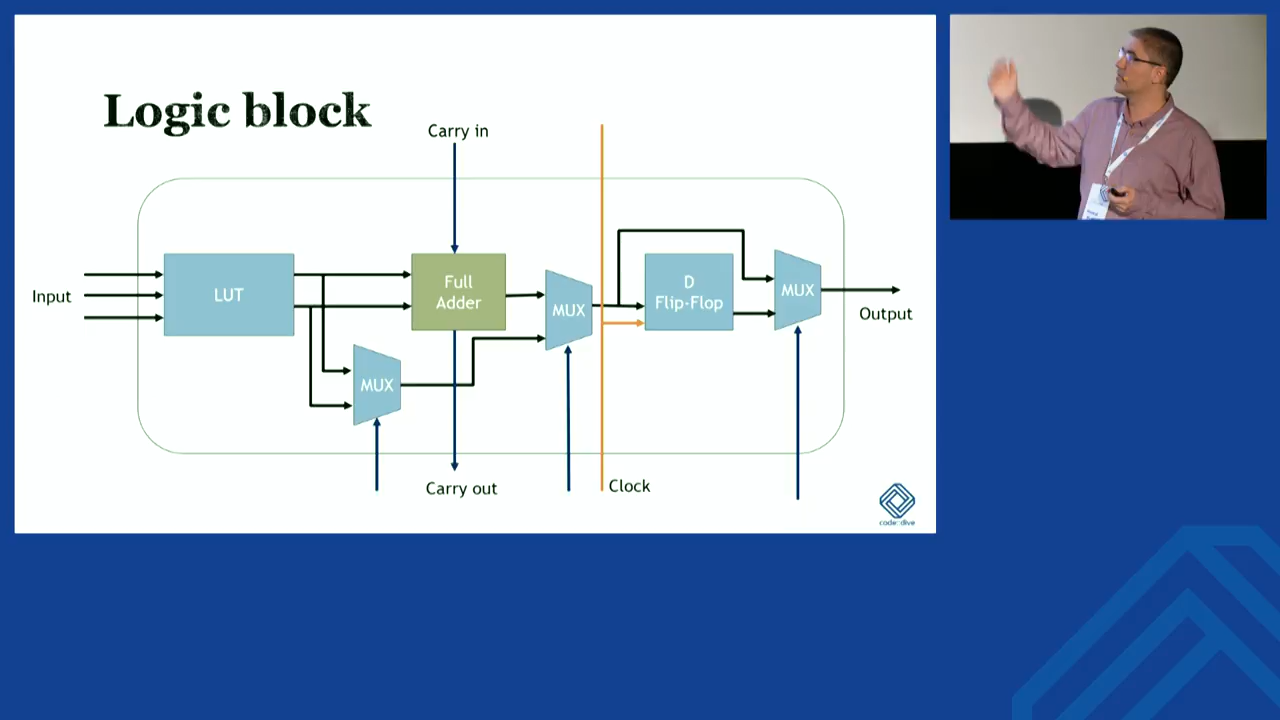 Logic block
Carry in
Input
LUT
Full
Adder
MUX
D
Flip-Flop
MUX
Output
MUX
Carry out
Clock
code::dive